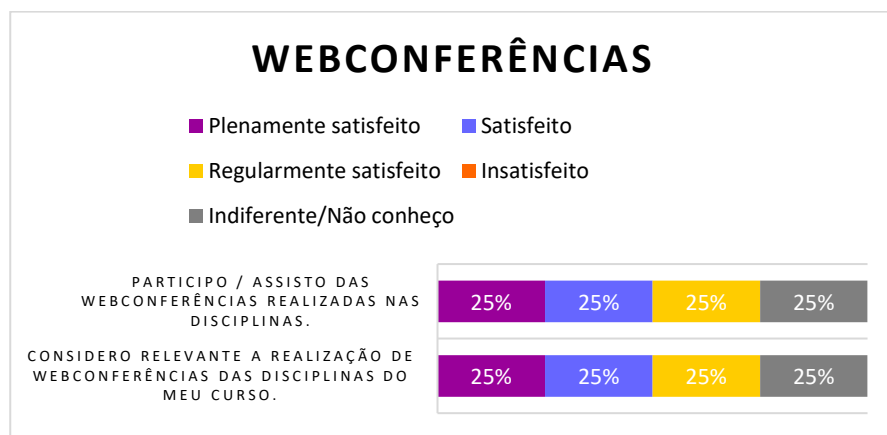 WEBCONFERÊNCIAS
Plenamente satisfeito
Satisfeito
Regularmente satisfeito
Insatisfeito
Indiferente/Não conheço
PARTICIPO / ASSISTO DAS
WEBCONFERÊNCIAS REALIZADAS NAS
DISCIPLINAS.
25% 25% 25% 25%
CONSIDERO RELEVANTE A REALIZAÇÃO DE
WEBCONFERÊNCIAS DAS DISCIPLINAS DO
MEU CURSO.
25% 25% 25% 25%